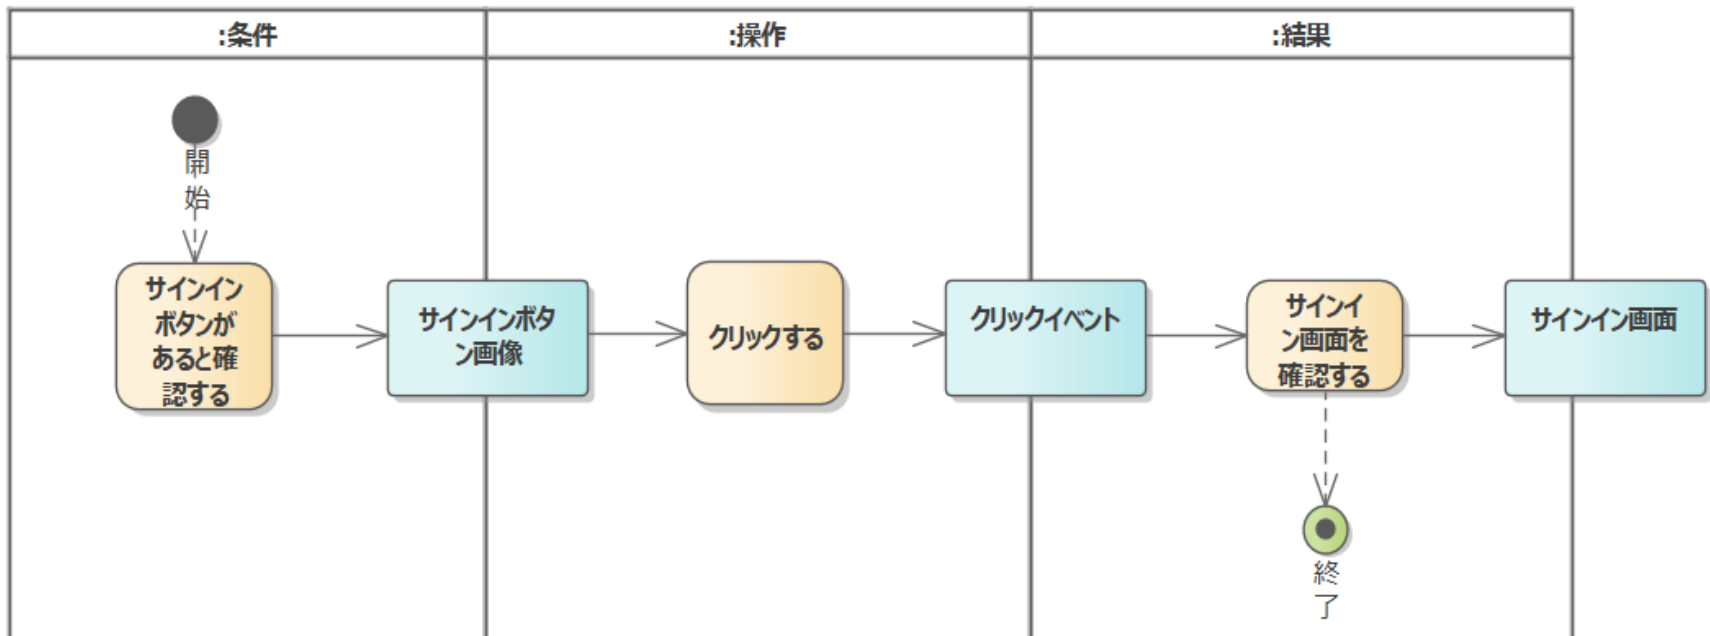 :条件
:操作
:結果
開
始
サインイン
ボタンが
あると確
認する
サインインボタ
ン画像
クリックする
クリックイベント
サインイ
ン画面を
確認する
サインイン画面
終
了